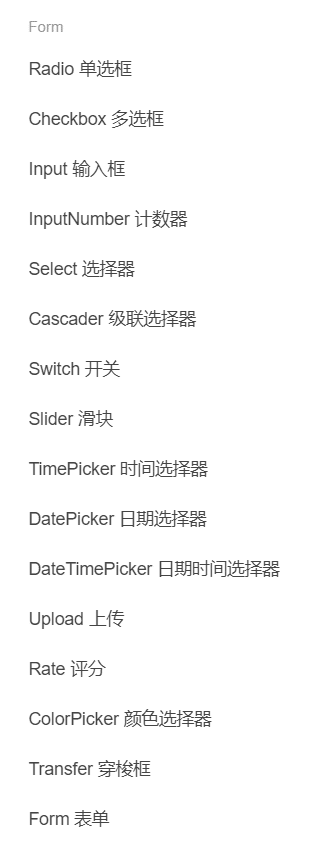 Form
Radio 单选框
Checkbox 多选框
Input 输入框
InputNumber 计数器
Select 选择器
Cascader 级联选择器
Switch 开关
Slider 滑块
TimePicker 时间选择器
DatePicker 日期选择器
DateTimePicker 日期时间选择器
Upload 上传
Rate 评分
ColorPicker 颜色选择器
Transfer 穿梭框
Form 表单